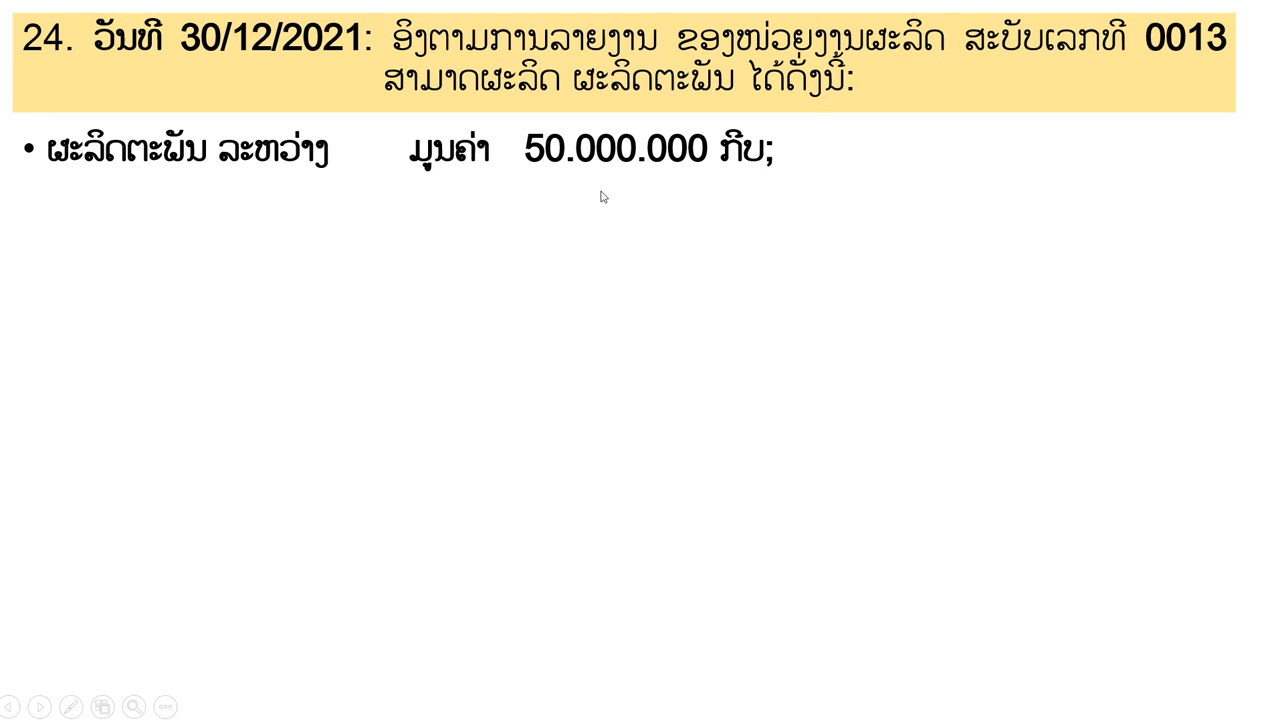 24. ວັນທີ 30/12/2021: ອີງຕາມການລາຍງານ ຂອງໜ່ວຍງານຜະລິດ ສະບັບເລກທີ 0013
ສາມາດຜະລິດ ຜະລິດຕະພັນ ໄດ້ດັ່ງນີ້:
• ຜະລິດຕະພັນ ລະຫວ່າງ ມູນຄ່າ 50.000.000 ກີບ;